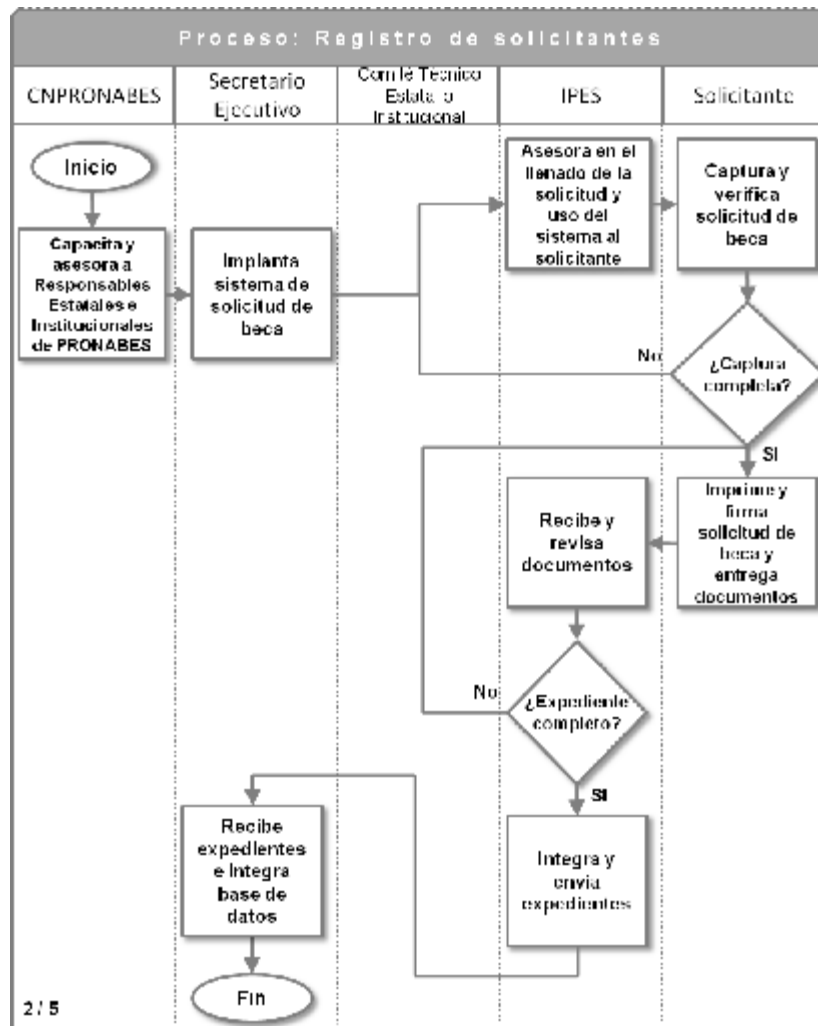 Proceso: Registro de solicitantes
CNPRONABES
Secretario
Ejecutivo
Comité Técnico
Estatal o
Institucional
IPES
Solicitante
Inicio
Capacita y
asesora a
Responsables
Estatales e
Institucionales
de PRONABES
Implanta
sistema de
solicitud de
beca
Asesora en el
llenado de la
solicitud y
uso del
sistema al
solicitante
Captura y
verifica
solicitud de
beca
No
¿Captura
completa?
SI
Imprime y
firma
solicitud de
beca y
entrega
documentos
Recibe y
revisa
documentos
No
¿Expediente
completo?
SI
Integra y
envia
expedientes
Recibe
expedientes
e Integra
base de
datos
Fin
2 / 5